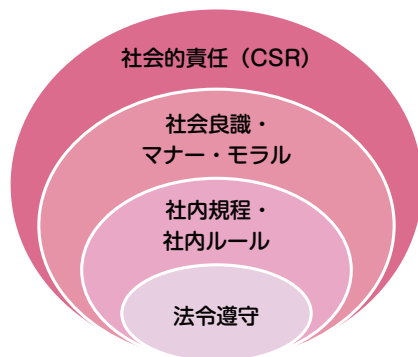 社会的責任（CSR）
社会良識・
マナー・モラル
社内規程・
社内ルール
法令遵守